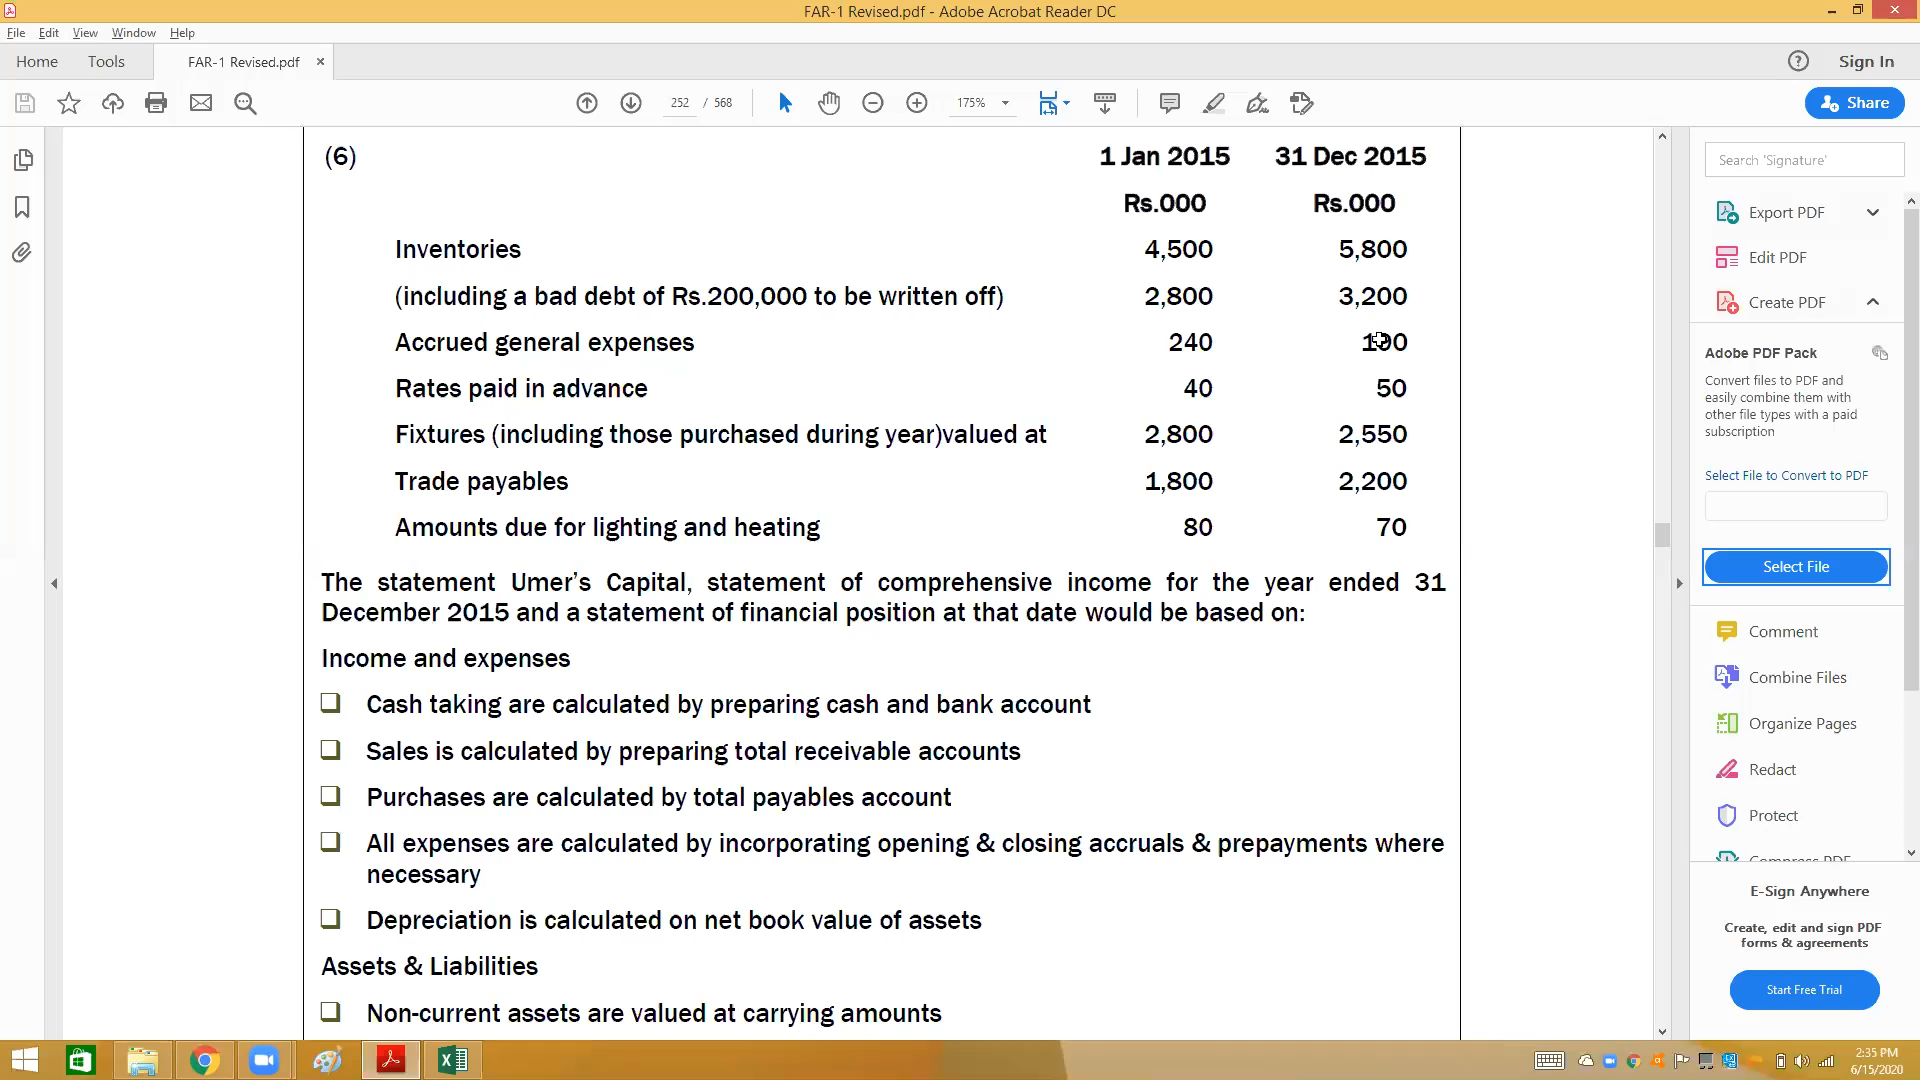 FAR-1 Revised.pdf - Adobe Acrobat Reader DC
File Edit View Window Help
Home Tools FAR-1 Revised.pdf × Sign In
252 / 568 175% Share
(6) 1 Jan 2015 31 Dec 2015
Rs.000 Rs.000
Inventories 4,500 5,800
(including a bad debt of Rs.200,000 to be written off) 2,800 3,200
Accrued general expenses 240
Rates paid in advance 40 50
Fixtures (including those purchased during year)valued at 2,800 2,550
Trade payables 1,800 2,200
Amounts due for lighting and heating 80 70
The statement Umer's Capital, statement of comprehensive income for the year ended 31
December 2015 and a statement of financial position at that date would be based on:
Income and expenses
Cash taking are calculated by preparing cash and bank account
Sales is calculated by preparing total receivable accounts
Purchases are calculated by total payables account
All expenses are calculated by incorporating opening & closing accruals & prepayments where
necessary
Depreciation is calculated on net book value of assets
Assets & Liabilities
Non-current assets are valued at carrying amounts
Search 'Signature'
Export PDF
Edit PDF
Create PDF
Adobe PDF Pack
Convert files to PDF and
easily combine them with
other file types with a paid
subscription
Select File to Convert to PDF
Select File
Comment
Combine Files
Organize Pages
Redact
Protect
Compress PDF
E-Sign Anywhere
Create, edit and sign PDF
forms & agreements
Start Free Trial
2:35 PM
6/15/2020